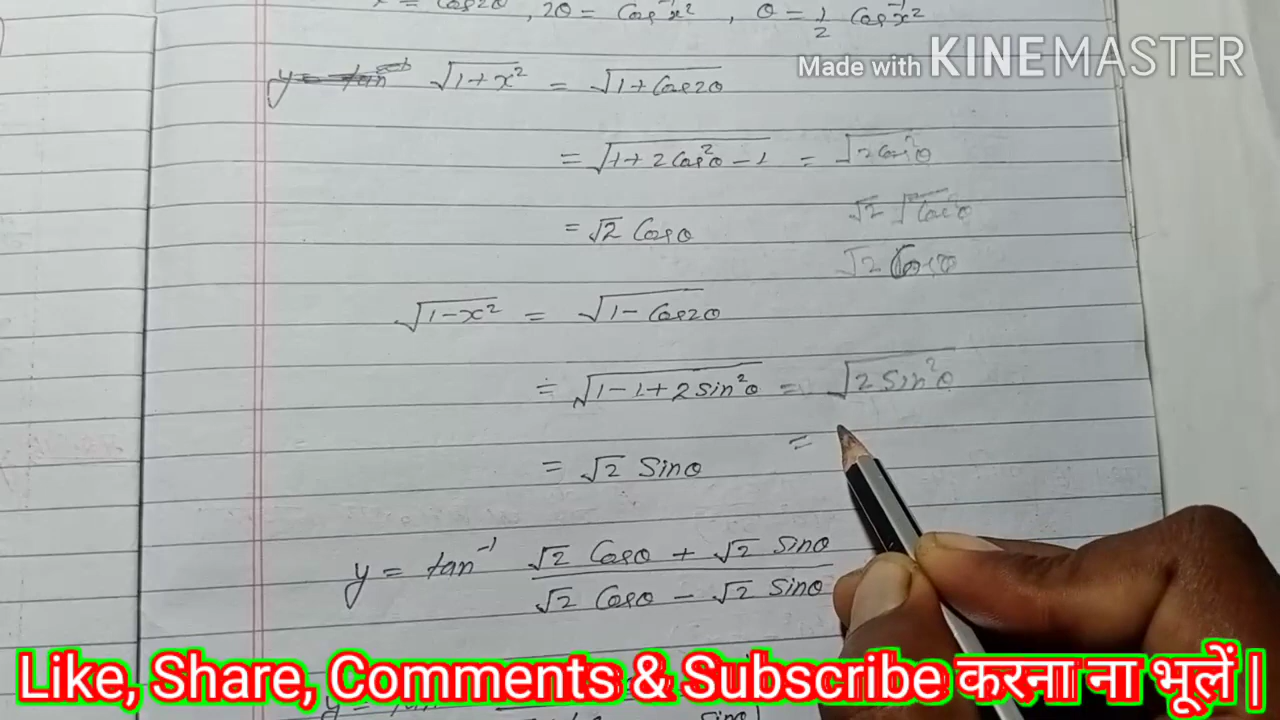 = Cos2θ , 2θ = Cos⁻¹x² , θ = 1/2 Cos⁻¹x²
Made with KINEMASTER
y = tan⁻¹ √1+x² = √1+Cos2θ
= √1+2Cos²θ-1 = √2Cos²θ
√2 √Cos²θ
= √2 Cosθ
√2 Cosθ
√1-x² = √1-Cos2θ
= √1-1+2Sin²θ = √2Sin²θ
=
= √2 Sinθ
y = tan⁻¹ √2 Cosθ + √2 Sinθ
√2 Cosθ - √2 Sinθ
Like, Share, Comments & Subscribe करना ना भूलें |
y =